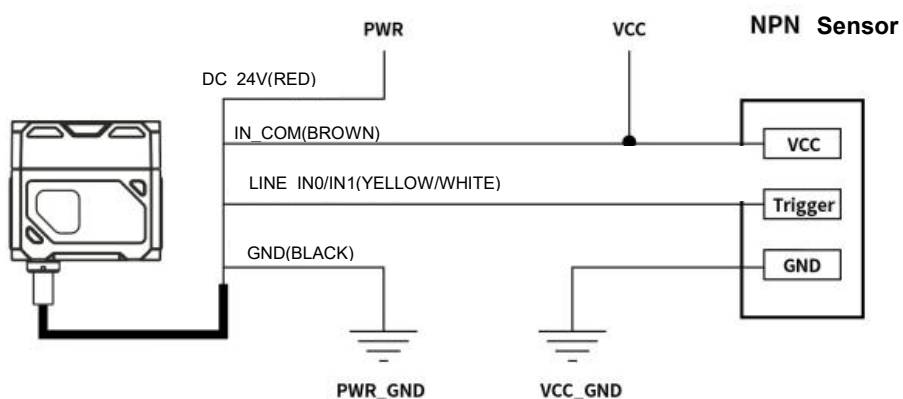 PWR
VCC
NPN Sensor
DC 24V(RED)
IN_COM(BROWN)
VCC
LINE IN0/IN1(YELLOW/WHITE)
Trigger
GND(BLACK)
GND
PWR_GND
VCC_GND